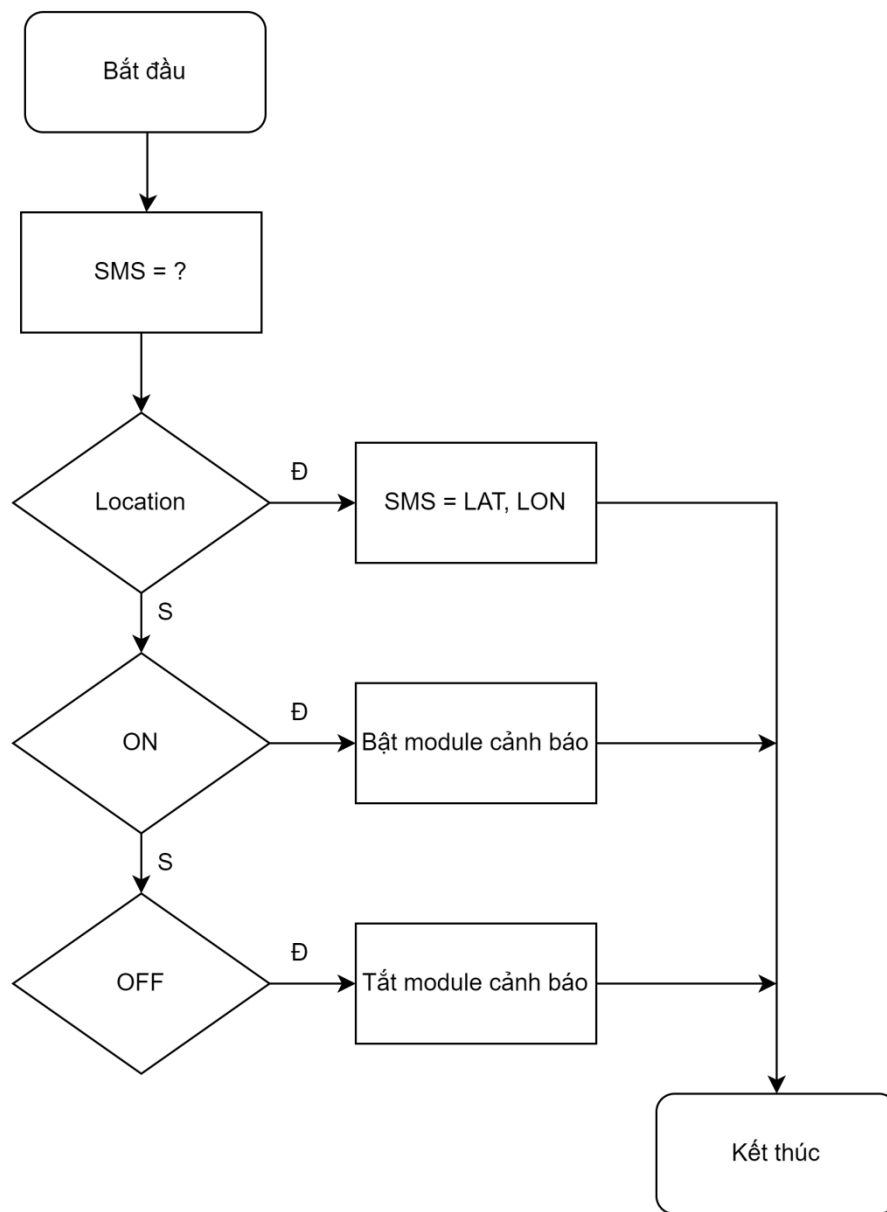 Bắt đầu
SMS = ?
Location
Đ
SMS = LAT, LON
S
ON
Đ
Bật module cảnh báo
S
OFF
Đ
Tắt module cảnh báo
Kết thúc